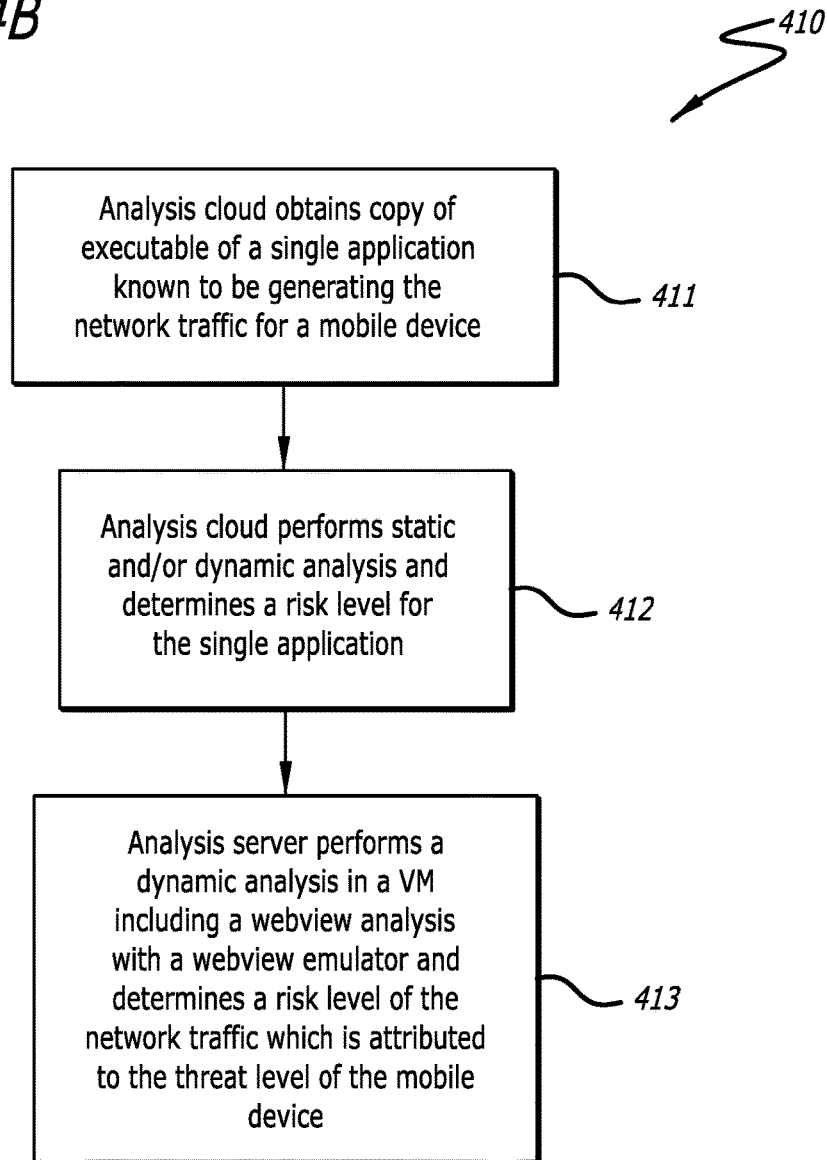 4B
410
Analysis cloud obtains copy of
executable of a single application
known to be generating the
network traffic for a mobile device
411
Analysis cloud performs static
and/or dynamic analysis and
determines a risk level for
the single application
412
Analysis server performs a
dynamic analysis in a VM
including a webview analysis
with a webview emulator and
determines a risk level of the
network traffic which is attributed
to the threat level of the mobile
device
413